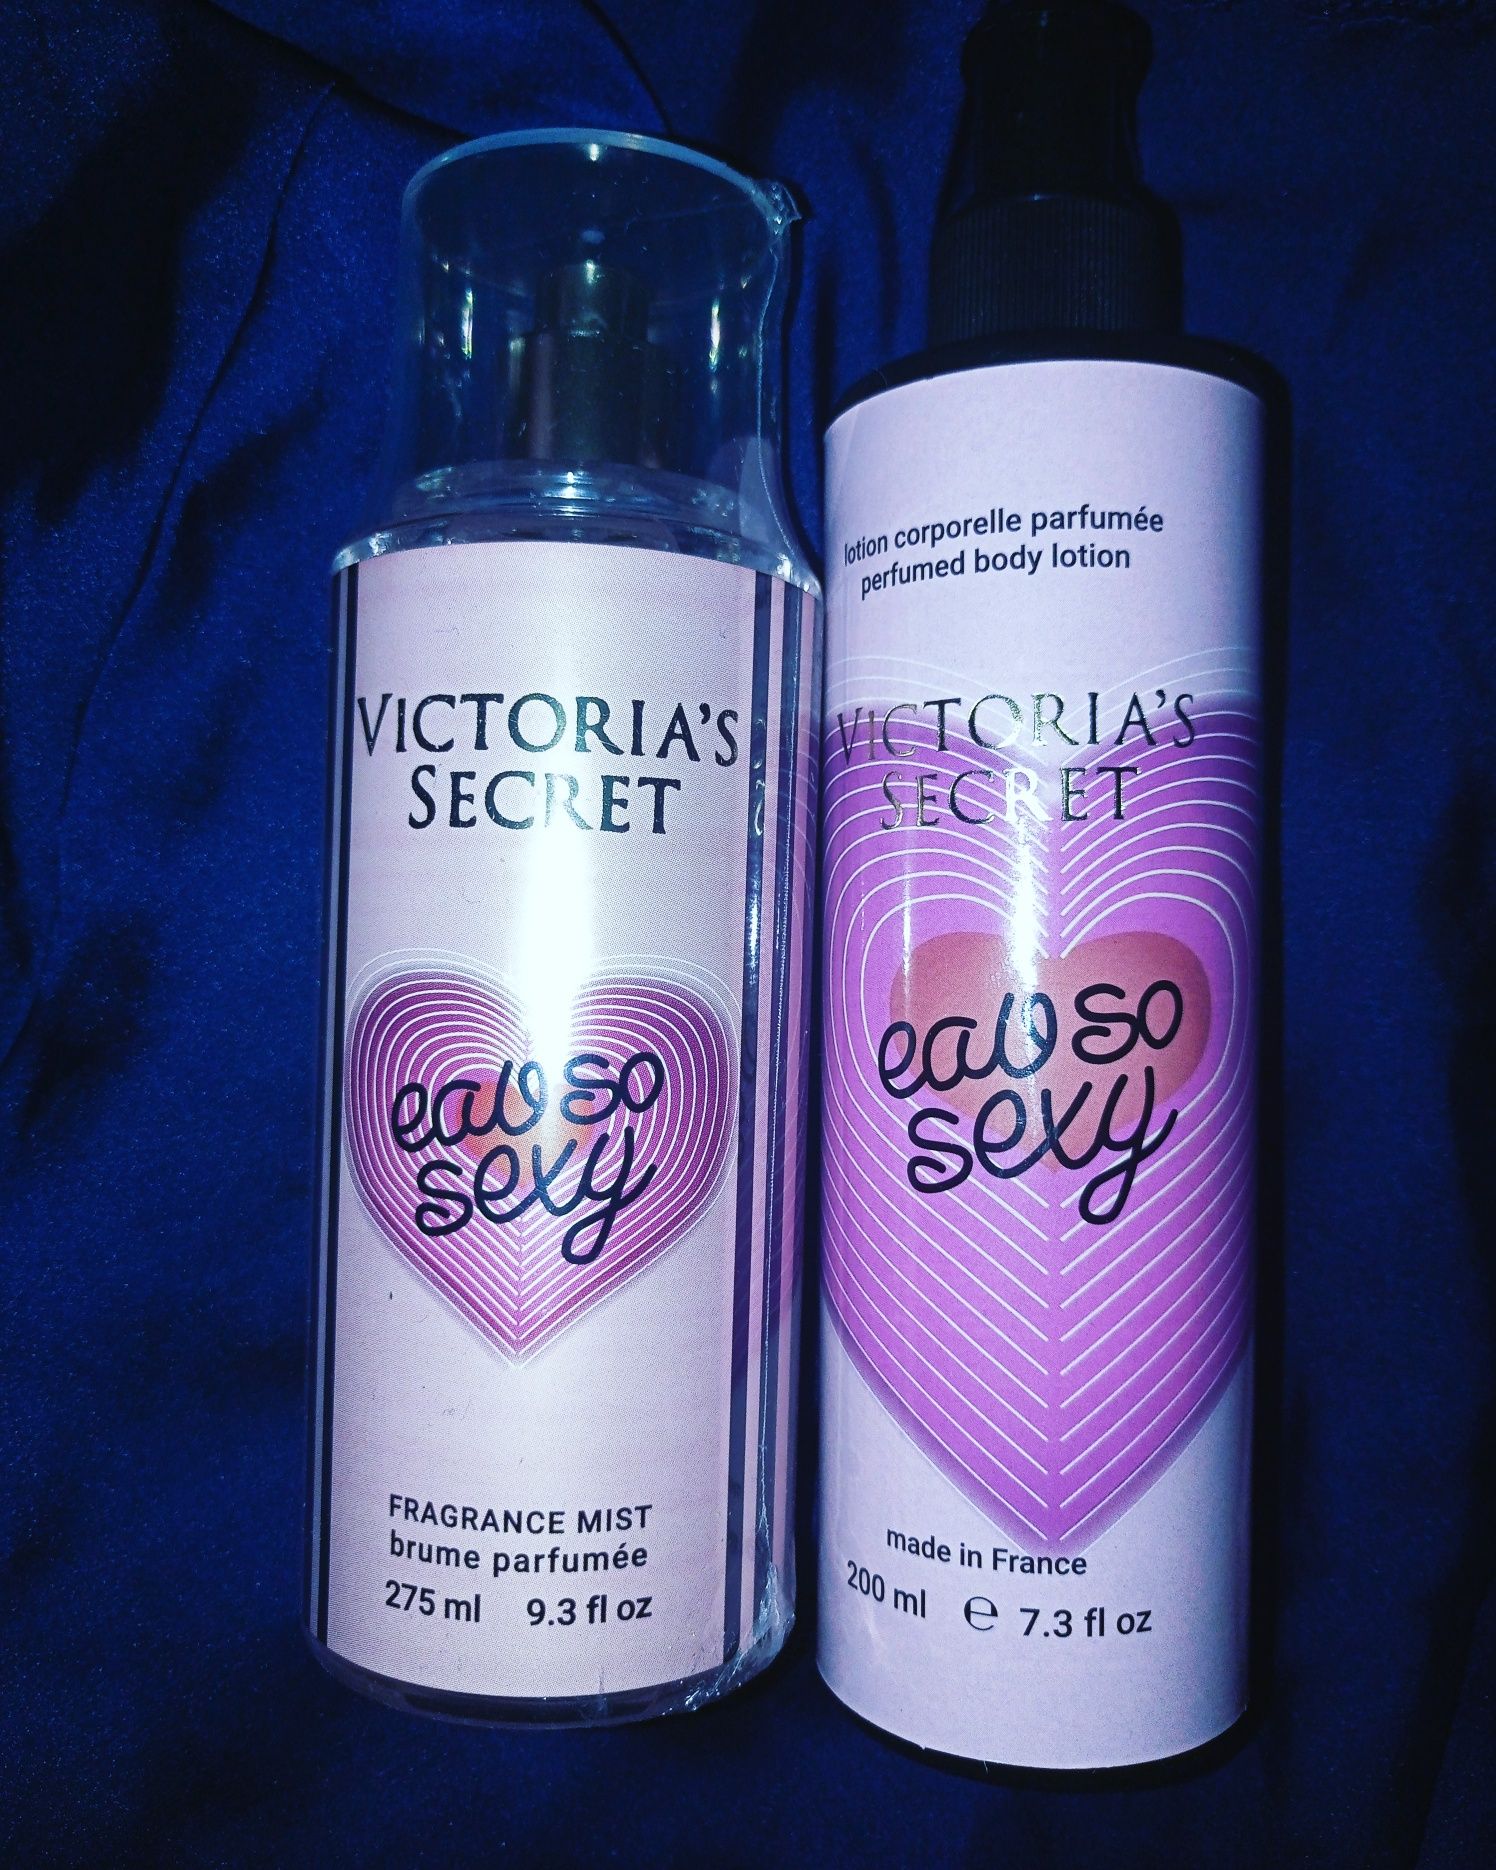 VICTORIA'S
SECRET
eau so
sexy
FRAGRANCE MIST
brume parfumée
275 ml 9.3 fl oz
lotion corporelle parfumée
perfumed body lotion
VICTORIA'S
SECRET
eau so
sexy
made in France
200 ml ℮ 7.3 fl oz